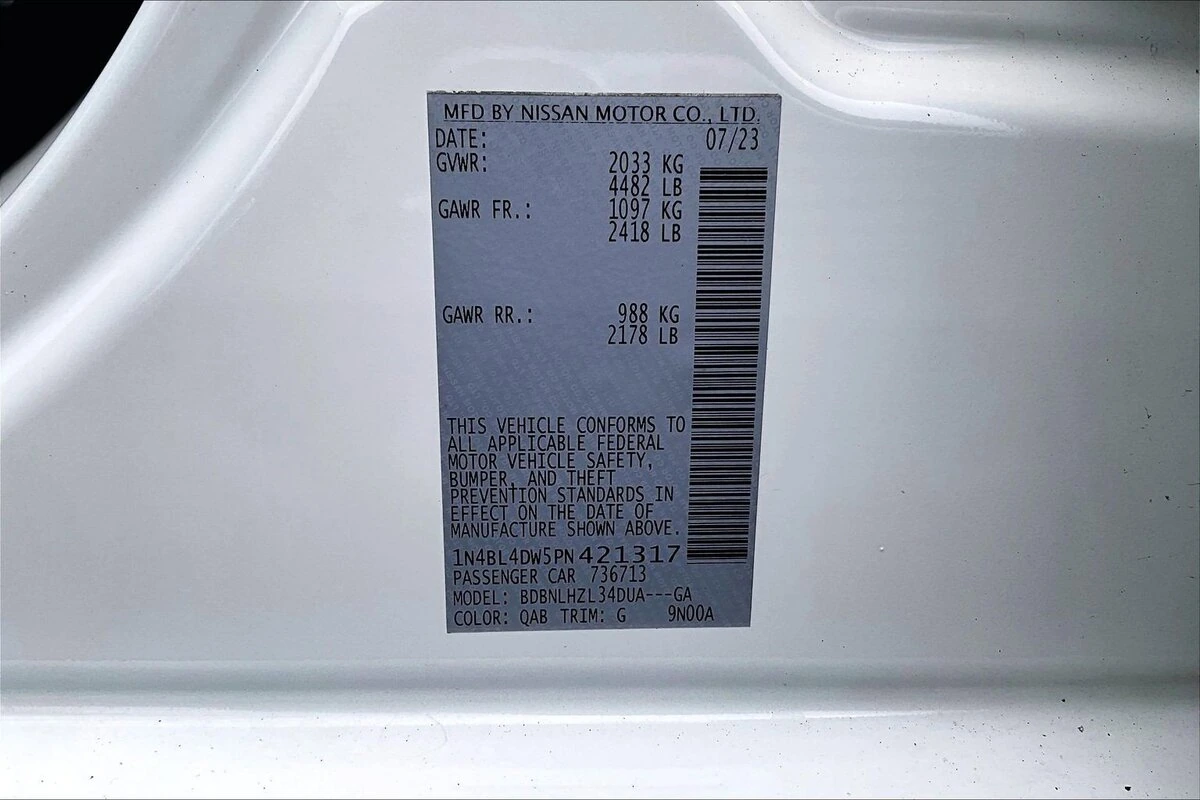 MFD BY NISSAN MOTOR CO., LTD.
DATE: 07/23
GVWR: 2033 KG
4482 LB
GAWR FR.: 1097 KG
2418 LB
GAWR RR.: 988 KG
2178 LB
THIS VEHICLE CONFORMS TO
ALL APPLICABLE FEDERAL
MOTOR VEHICLE SAFETY,
BUMPER, AND THEFT
PREVENTION STANDARDS IN
EFFECT ON THE DATE OF
MANUFACTURE SHOWN ABOVE.
1N4BL4DW5PN421317
PASSENGER CAR 736713
MODEL: BDBNLHZL34DUA---GA
COLOR: QAB TRIM: G 9N00A